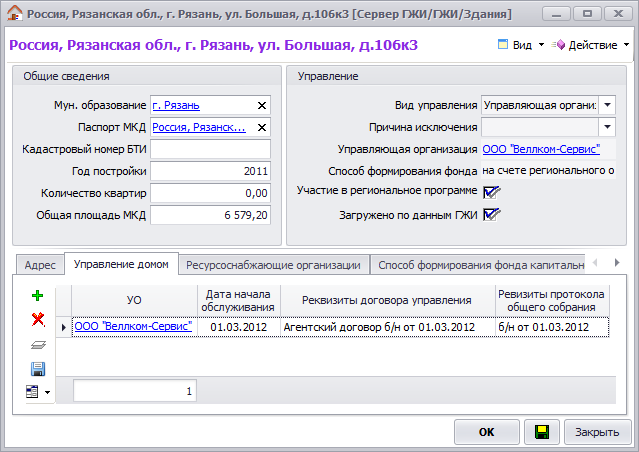 Россия, Рязанская обл., г. Рязань, ул. Большая, д.106к3 [Сервер ГЖИ/ГЖИ/Здания]
Россия, Рязанская обл., г. Рязань, ул. Большая, д.106к3 Вид Действие
Общие сведения
Мун. образование г. Рязань
Паспорт МКД Россия, Рязанск...
Кадастровый номер БТИ
Год постройки 2011
Количество квартир 0,00
Общая площадь МКД 6 579,20
Управление
Вид управления Управляющая органи:
Причина исключения
Управляющая организация ООО "Веллком-Сервис"
Способ формирования фонда на счете регионального о
Участие в региональное программе
Загружено по данным ГЖИ
Адрес Управление домом Ресурсоснабжающие организации Способ формирования фонда капитальн
УО Дата начала обслуживания Реквизиты договора управления Ревизиты протокола общего собрания
ООО "Веллком-Сервис" 01.03.2012 Агентский договор б/н от 01.03.2012 б/н от 01.03.2012
1
ОК Закрыть